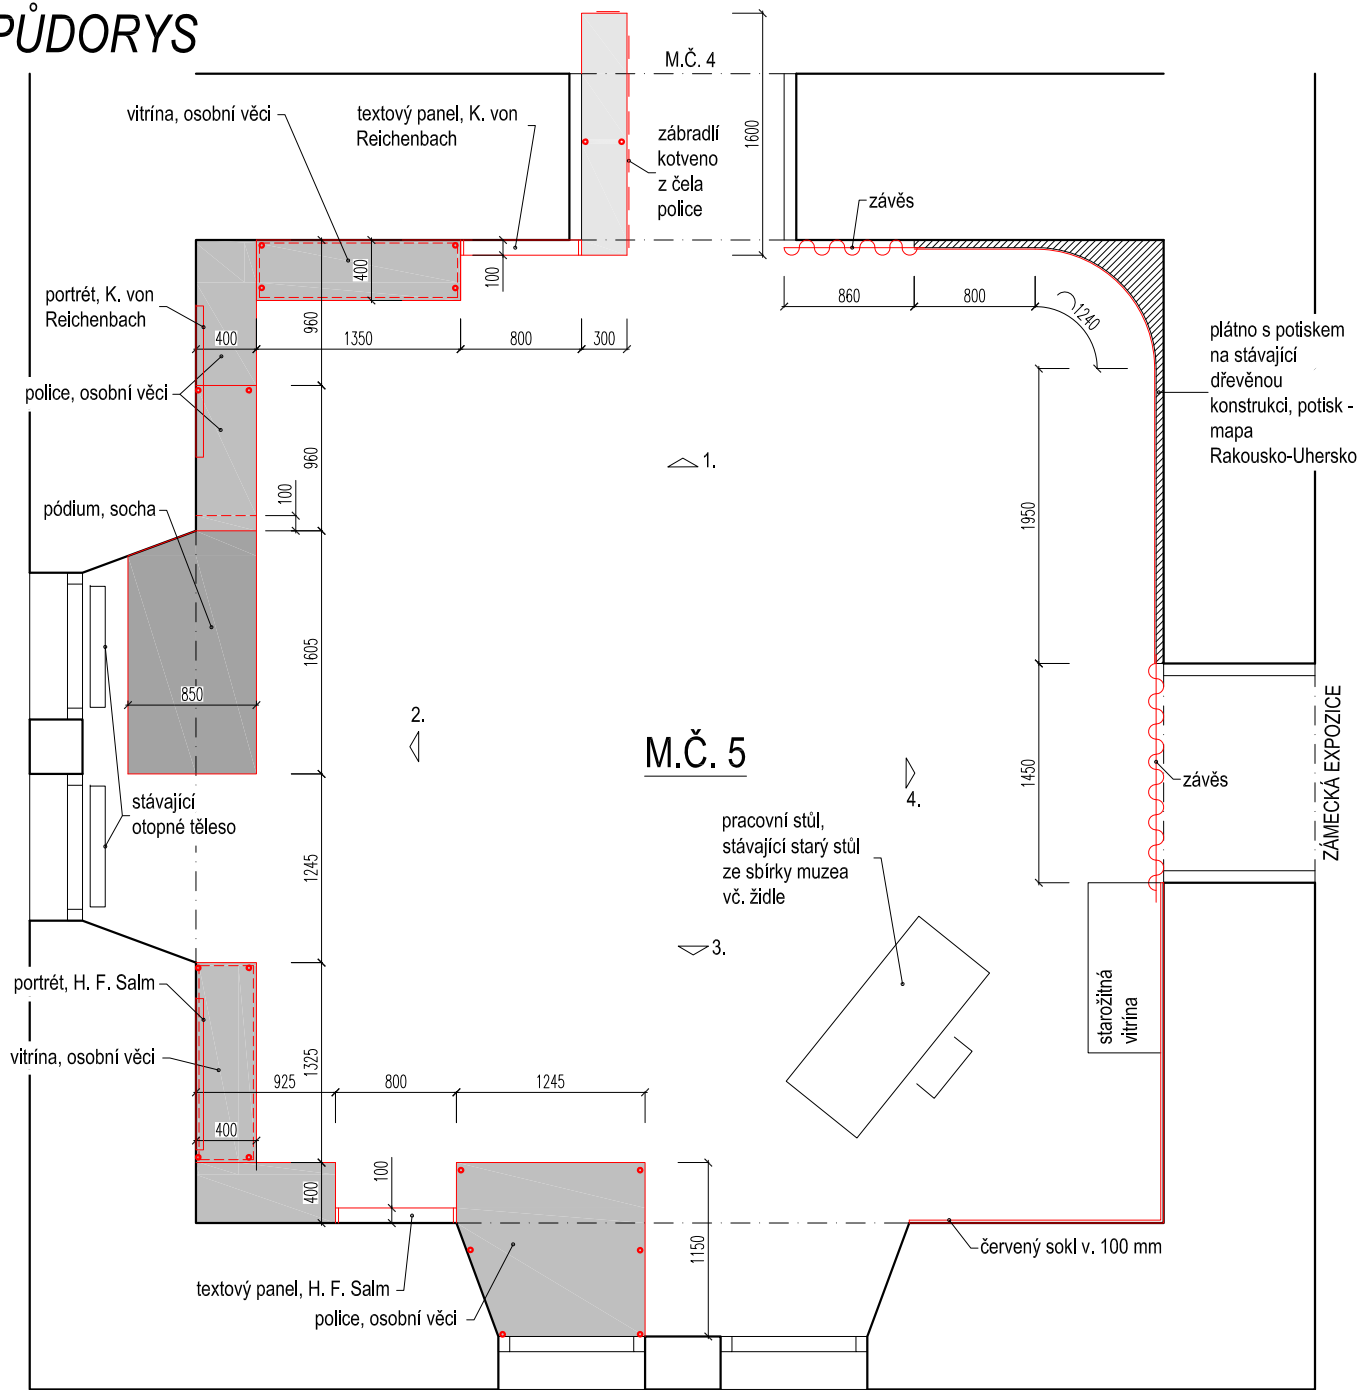 PŮDORYS
M.Č. 4
vitrína, osobní věci
textový panel, K. von
Reichenbach
1600
zábradlí
kotveno
z čela
police
závěs
400
100
portrét, K. von
Reichenbach
960
400
1350
800
300
860
800
1240
plátno s potiskem
na stávající
dřevěnou
konstrukci, potisk -
mapa
Rakousko-Uhersko
police, osobní věci
960
1.
100
pódium, socha
1950
1605
850
2.
M.Č. 5
4.
1450
závěs
ZÁMECKÁ EXPOZICE
stávající
otopné těleso
pracovní stůl,
stávající starý stůl
ze sbírky muzea
vč. židle
1245
3.
portrét, H. F. Salm
starožitná
vitrína
vitrína, osobní věci
1325
925
800
1245
400
100
400
1150
červený sokl v. 100 mm
textový panel, H. F. Salm
police, osobní věci